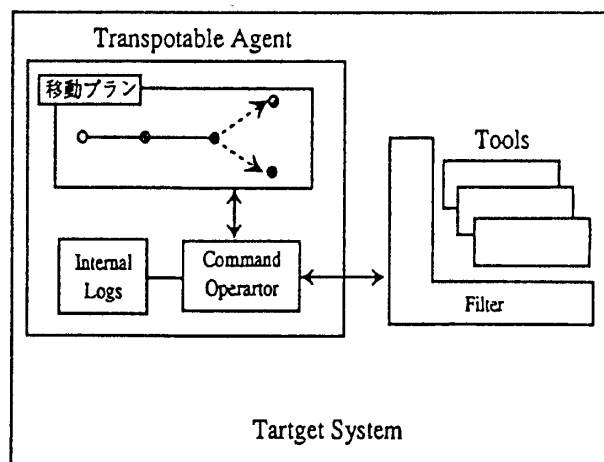 Transpotable Agent
移動プラン
Tools
Internal
Logs
Command
Operartor
Filter
Tartget System